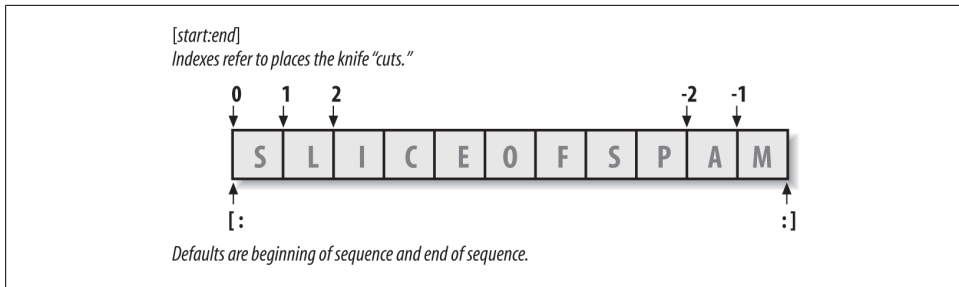 [start:end]
Indexes refer to places the knife “cuts.”
0 1 2 -2 -1
S L I C E O F S P A M
[: :]
Defaults are beginning of sequence and end of sequence.